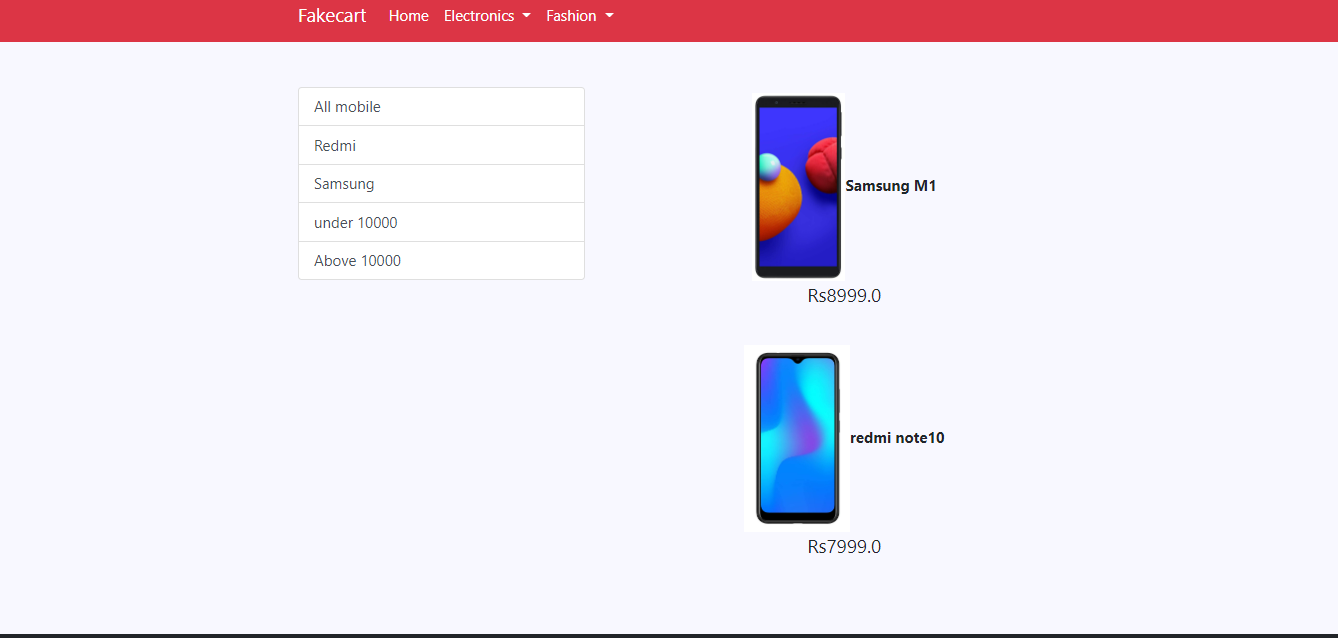 Fakecart Home Electronics Fashion
All mobile
Redmi
Samsung
under 10000
Above 10000
Samsung M1
Rs8999.0
redmi note10
Rs7999.0